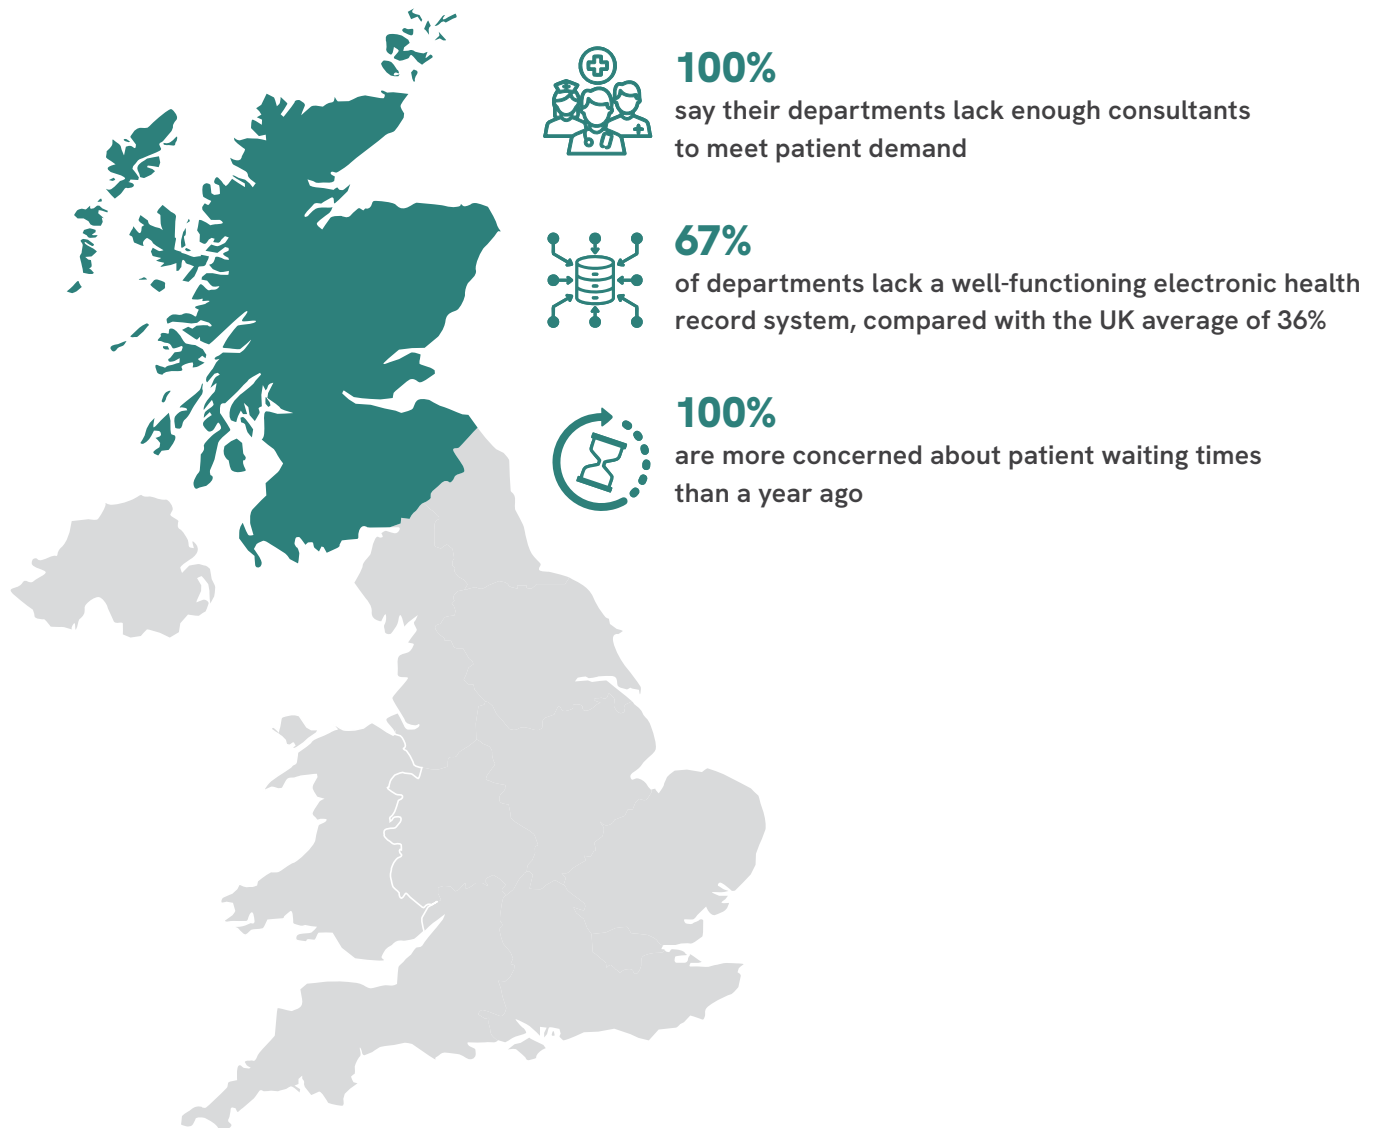 100%
say their departments lack enough consultants
to meet patient demand
67%
of departments lack a well-functioning electronic health
record system, compared with the UK average of 36%
100%
are more concerned about patient waiting times
than a year ago